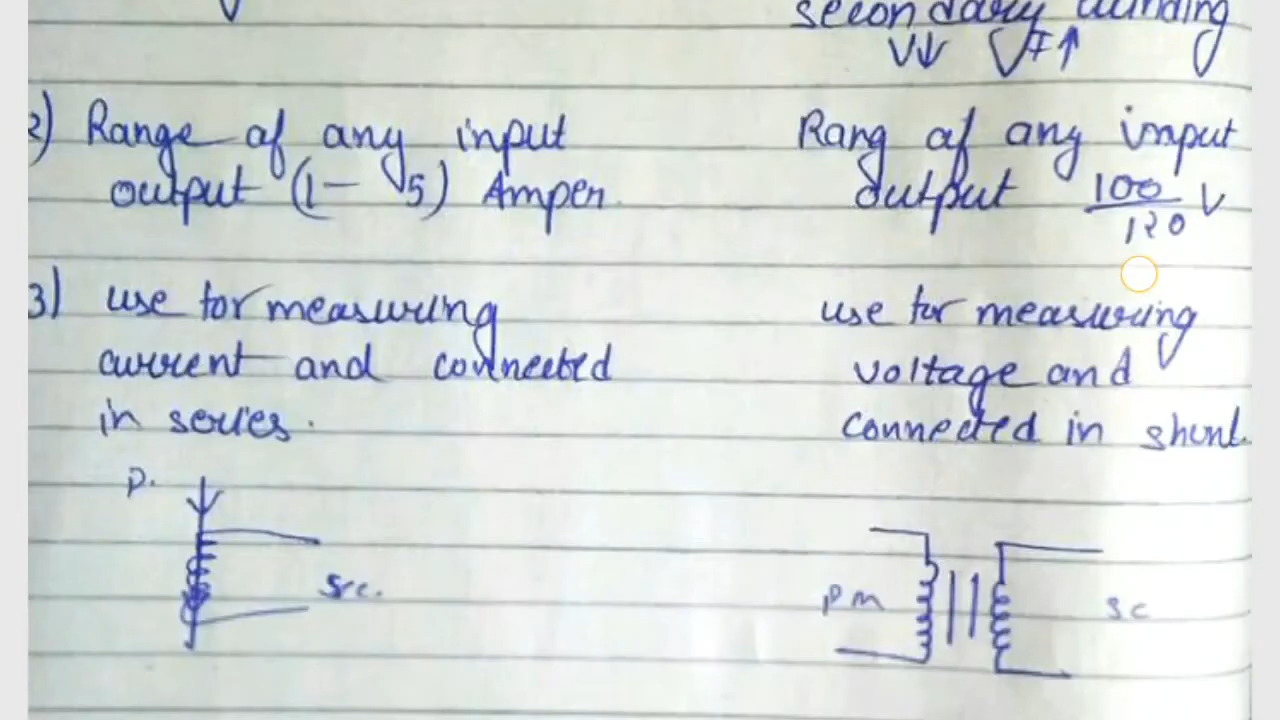 secondary winding
V↓ I↑
2) Range of any input
output (1- 5) Amper
Rang of any input
output 100/120 V
3) use for measuring
current and connected
in series.
use for measuring
voltage and
connected in shunt.
P.
src.
pm
sc